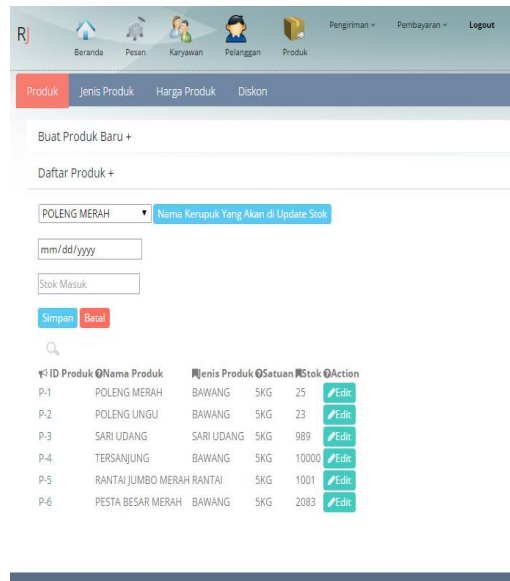 RJ
Beranda Pesan Karyawan Pelanggan Produk Pengiriman Pembayaran Logout
Produk Jenis Produk Harga Produk Diskon
Buat Produk Baru +
Daftar Produk +
POLENG MERAH Nama Kerupuk Yang Akan di Update Stok
mm/dd/yyyy
Stok Masuk
Simpan Batal
ID Produk Nama Produk Jenis Produk Satuan Stok Action
P-1 POLENG MERAH BAWANG 5KG 25 Edit
P-2 POLENG UNGU BAWANG 5KG 23 Edit
P-3 SARI UDANG SARI UDANG 5KG 989 Edit
P-4 TERSANJUNG BAWANG 5KG 10000 Edit
P-5 RANTAI JUMBO MERAH RANTAI 5KG 1001 Edit
P-6 PESTA BESAR MERAH BAWANG 5KG 2083 Edit